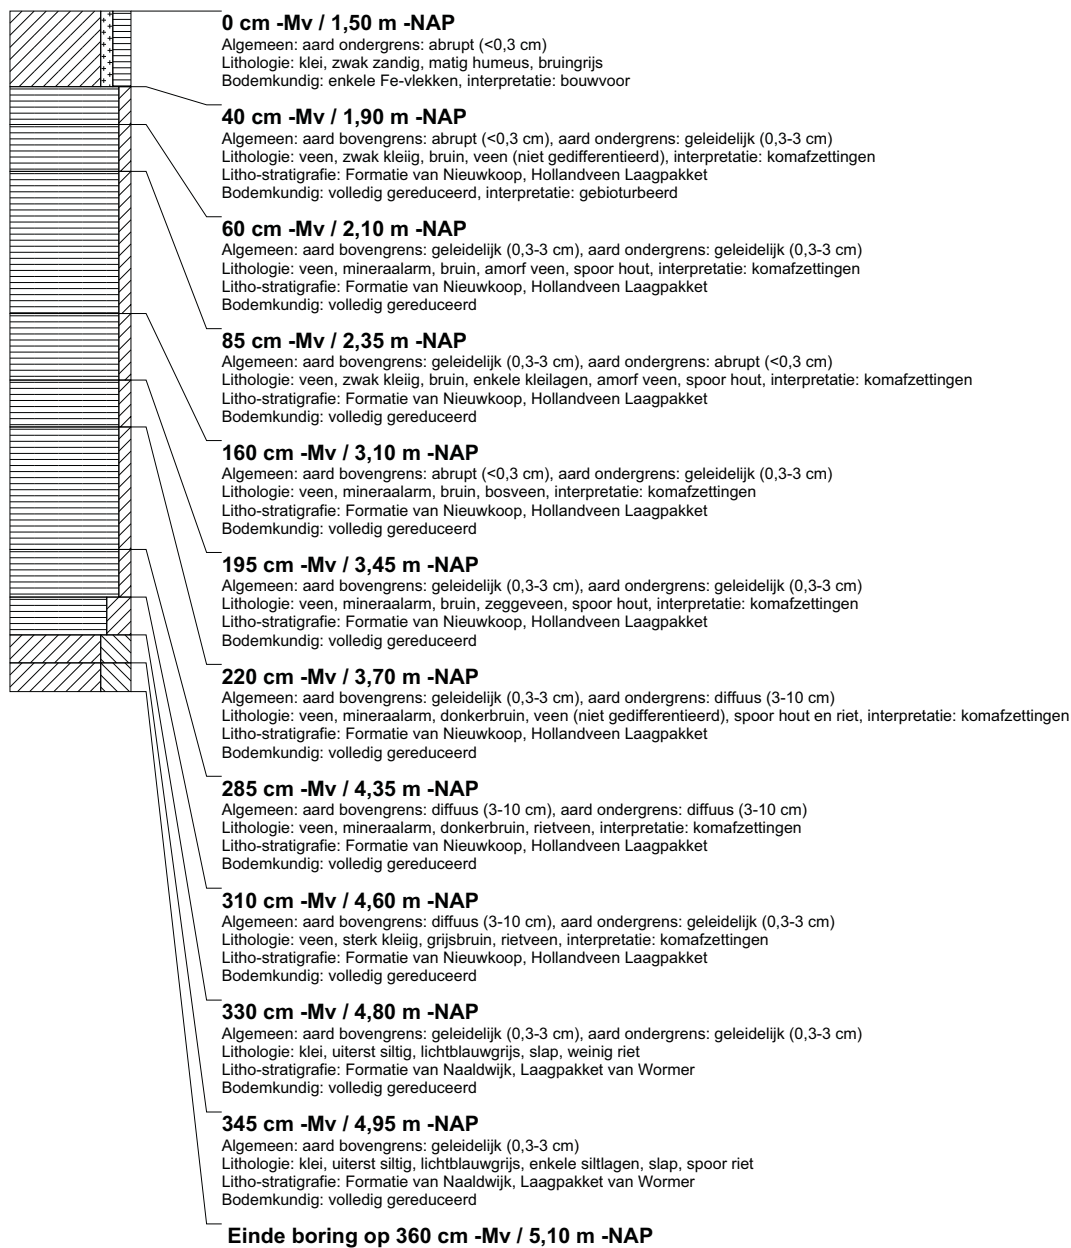 0 cm -Mv / 1,50 m -NAP
Algemeen: aard ondergrens: abrupt (<0,3 cm)
Lithologie: klei, zwak zandig, matig humeus, bruingrijs
Bodemkundig: enkele Fe-vlekken, interpretatie: bouwvoor
40 cm -Mv / 1,90 m -NAP
Algemeen: aard bovengrens: abrupt (<0,3 cm), aard ondergrens: geleidelijk (0,3-3 cm)
Lithologie: veen, zwak kleiig, bruin, veen (niet gedifferentieerd), interpretatie: komafzettingen
Litho-stratigrafie: Formatie van Nieuwkoop, Hollandveen Laagpakket
Bodemkundig: volledig gereduceerd, interpretatie: gebioturbeerd
60 cm -Mv / 2,10 m -NAP
Algemeen: aard bovengrens: geleidelijk (0,3-3 cm), aard ondergrens: geleidelijk (0,3-3 cm)
Lithologie: veen, mineraalarm, bruin, amorf veen, spoor hout, interpretatie: komafzettingen
Litho-stratigrafie: Formatie van Nieuwkoop, Hollandveen Laagpakket
Bodemkundig: volledig gereduceerd
85 cm -Mv / 2,35 m -NAP
Algemeen: aard bovengrens: geleidelijk (0,3-3 cm), aard ondergrens: abrupt (<0,3 cm)
Lithologie: veen, zwak kleiig, bruin, enkele kleilagen, amorf veen, spoor hout, interpretatie: komafzettingen
Litho-stratigrafie: Formatie van Nieuwkoop, Hollandveen Laagpakket
Bodemkundig: volledig gereduceerd
160 cm -Mv / 3,10 m -NAP
Algemeen: aard bovengrens: abrupt (<0,3 cm), aard ondergrens: geleidelijk (0,3-3 cm)
Lithologie: veen, mineraalarm, bruin, bosveen, interpretatie: komafzettingen
Litho-stratigrafie: Formatie van Nieuwkoop, Hollandveen Laagpakket
Bodemkundig: volledig gereduceerd
195 cm -Mv / 3,45 m -NAP
Algemeen: aard bovengrens: geleidelijk (0,3-3 cm), aard ondergrens: geleidelijk (0,3-3 cm)
Lithologie: veen, mineraalarm, bruin, zeggeveen, spoor hout, interpretatie: komafzettingen
Litho-stratigrafie: Formatie van Nieuwkoop, Hollandveen Laagpakket
Bodemkundig: volledig gereduceerd
220 cm -Mv / 3,70 m -NAP
Algemeen: aard bovengrens: geleidelijk (0,3-3 cm), aard ondergrens: diffuus (3-10 cm)
Lithologie: veen, mineraalarm, donkerbruin, veen (niet gedifferentieerd), spoor hout en riet, interpretatie: komafzettingen
Litho-stratigrafie: Formatie van Nieuwkoop, Hollandveen Laagpakket
Bodemkundig: volledig gereduceerd
285 cm -Mv / 4,35 m -NAP
Algemeen: aard bovengrens: diffuus (3-10 cm), aard ondergrens: diffuus (3-10 cm)
Lithologie: veen, mineraalarm, donkerbruin, rietveen, interpretatie: komafzettingen
Litho-stratigrafie: Formatie van Nieuwkoop, Hollandveen Laagpakket
Bodemkundig: volledig gereduceerd
310 cm -Mv / 4,60 m -NAP
Algemeen: aard bovengrens: diffuus (3-10 cm), aard ondergrens: geleidelijk (0,3-3 cm)
Lithologie: veen, sterk kleiig, grijsbruin, rietveen, interpretatie: komafzettingen
Litho-stratigrafie: Formatie van Nieuwkoop, Hollandveen Laagpakket
Bodemkundig: volledig gereduceerd
330 cm -Mv / 4,80 m -NAP
Algemeen: aard bovengrens: geleidelijk (0,3-3 cm), aard ondergrens: geleidelijk (0,3-3 cm)
Lithologie: klei, uiterst siltig, lichtblauwgrijs, slap, weinig riet
Litho-stratigrafie: Formatie van Naaldwijk, Laagpakket van Wormer
Bodemkundig: volledig gereduceerd
345 cm -Mv / 4,95 m -NAP
Algemeen: aard bovengrens: geleidelijk (0,3-3 cm)
Lithologie: klei, uiterst siltig, lichtblauwgrijs, enkele siltlagen, slap, spoor riet
Litho-stratigrafie: Formatie van Naaldwijk, Laagpakket van Wormer
Bodemkundig: volledig gereduceerd
Einde boring op 360 cm -Mv / 5,10 m -NAP